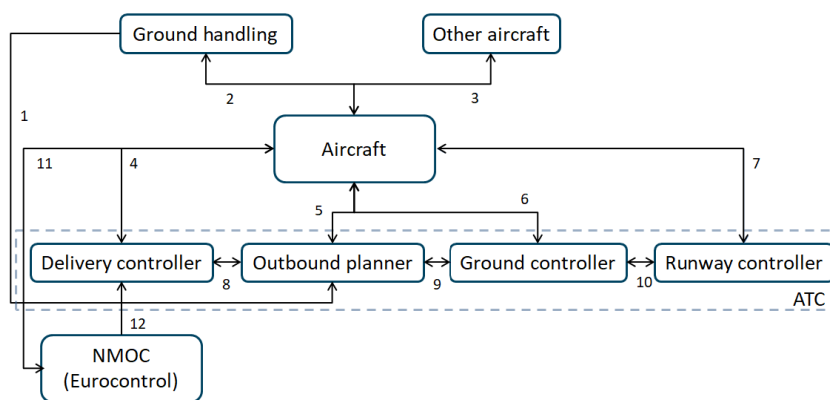 Ground handling
Other aircraft
1
2
3
Aircraft
11
4
7
5
6
Delivery controller
Outbound planner
Ground controller
Runway controller
8
9
10
ATC
12
NMOC
(Eurocontrol)